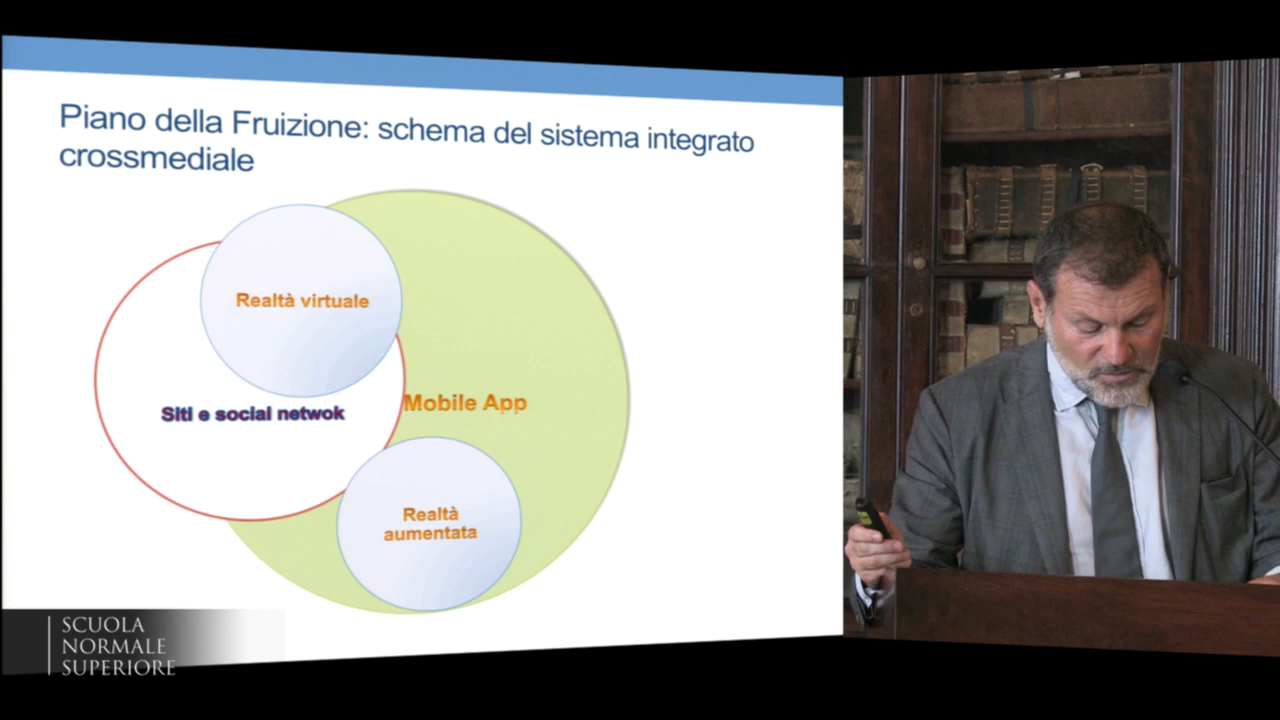 Piano della Fruizione: schema del sistema integrato
crossmediale
Realtà virtuale
Siti e social netwok
Mobile App
Realtà
aumentata
SCUOLA
NORMALE
SUPERIORE